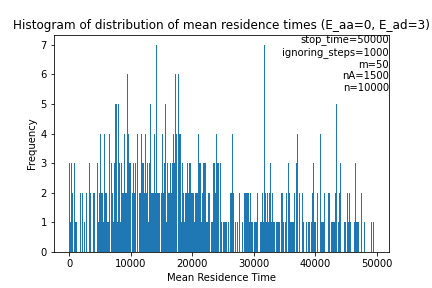 Histogram of distribution of mean residence times (E_aa=0, E_ad=3)
stop_time=50000
ignoring_steps=1000
m=50
nA=1500
n=10000
7
6
5
4
3
2
1
0
Frequency
0 10000 20000 30000 40000 50000
Mean Residence Time